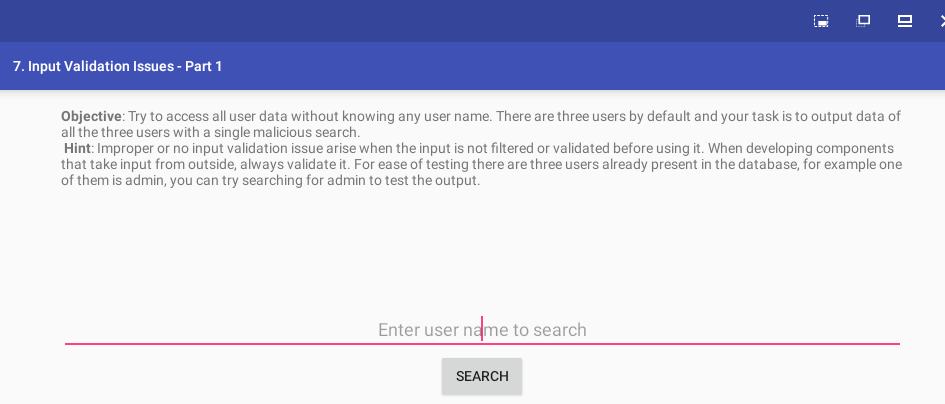 7. Input Validation Issues - Part 1
Objective: Try to access all user data without knowing any user name. There are three users by default and your task is to output data of
all the three users with a single malicious search.
Hint: Improper or no input validation issue arise when the input is not filtered or validated before using it. When developing components
that take input from outside, always validate it. For ease of testing there are three users already present in the database, for example one
of them is admin, you can try searching for admin to test the output.
Enter user name to search
SEARCH